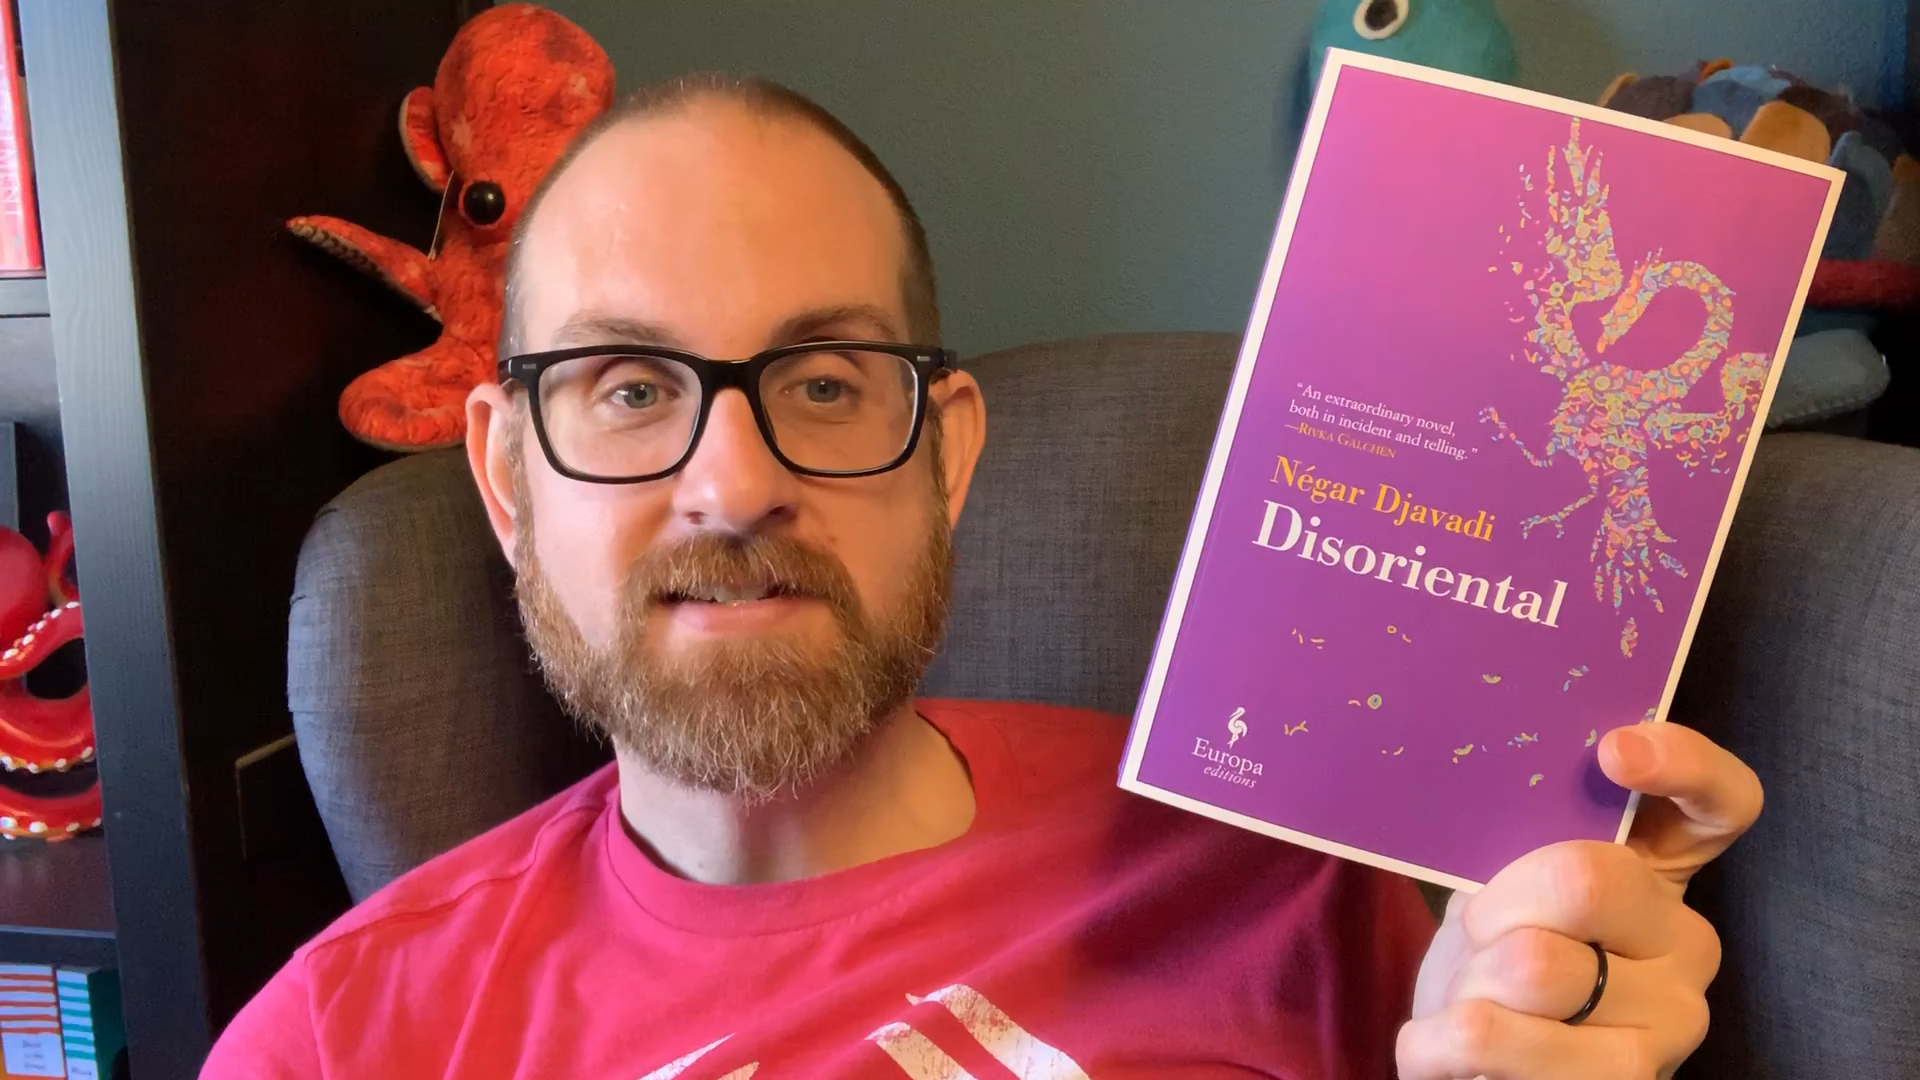 “An extraordinary novel,
both in incident and telling.”
—RIVKA GALCHEN
Négar Djavadi
Disoriental
Europa
editions